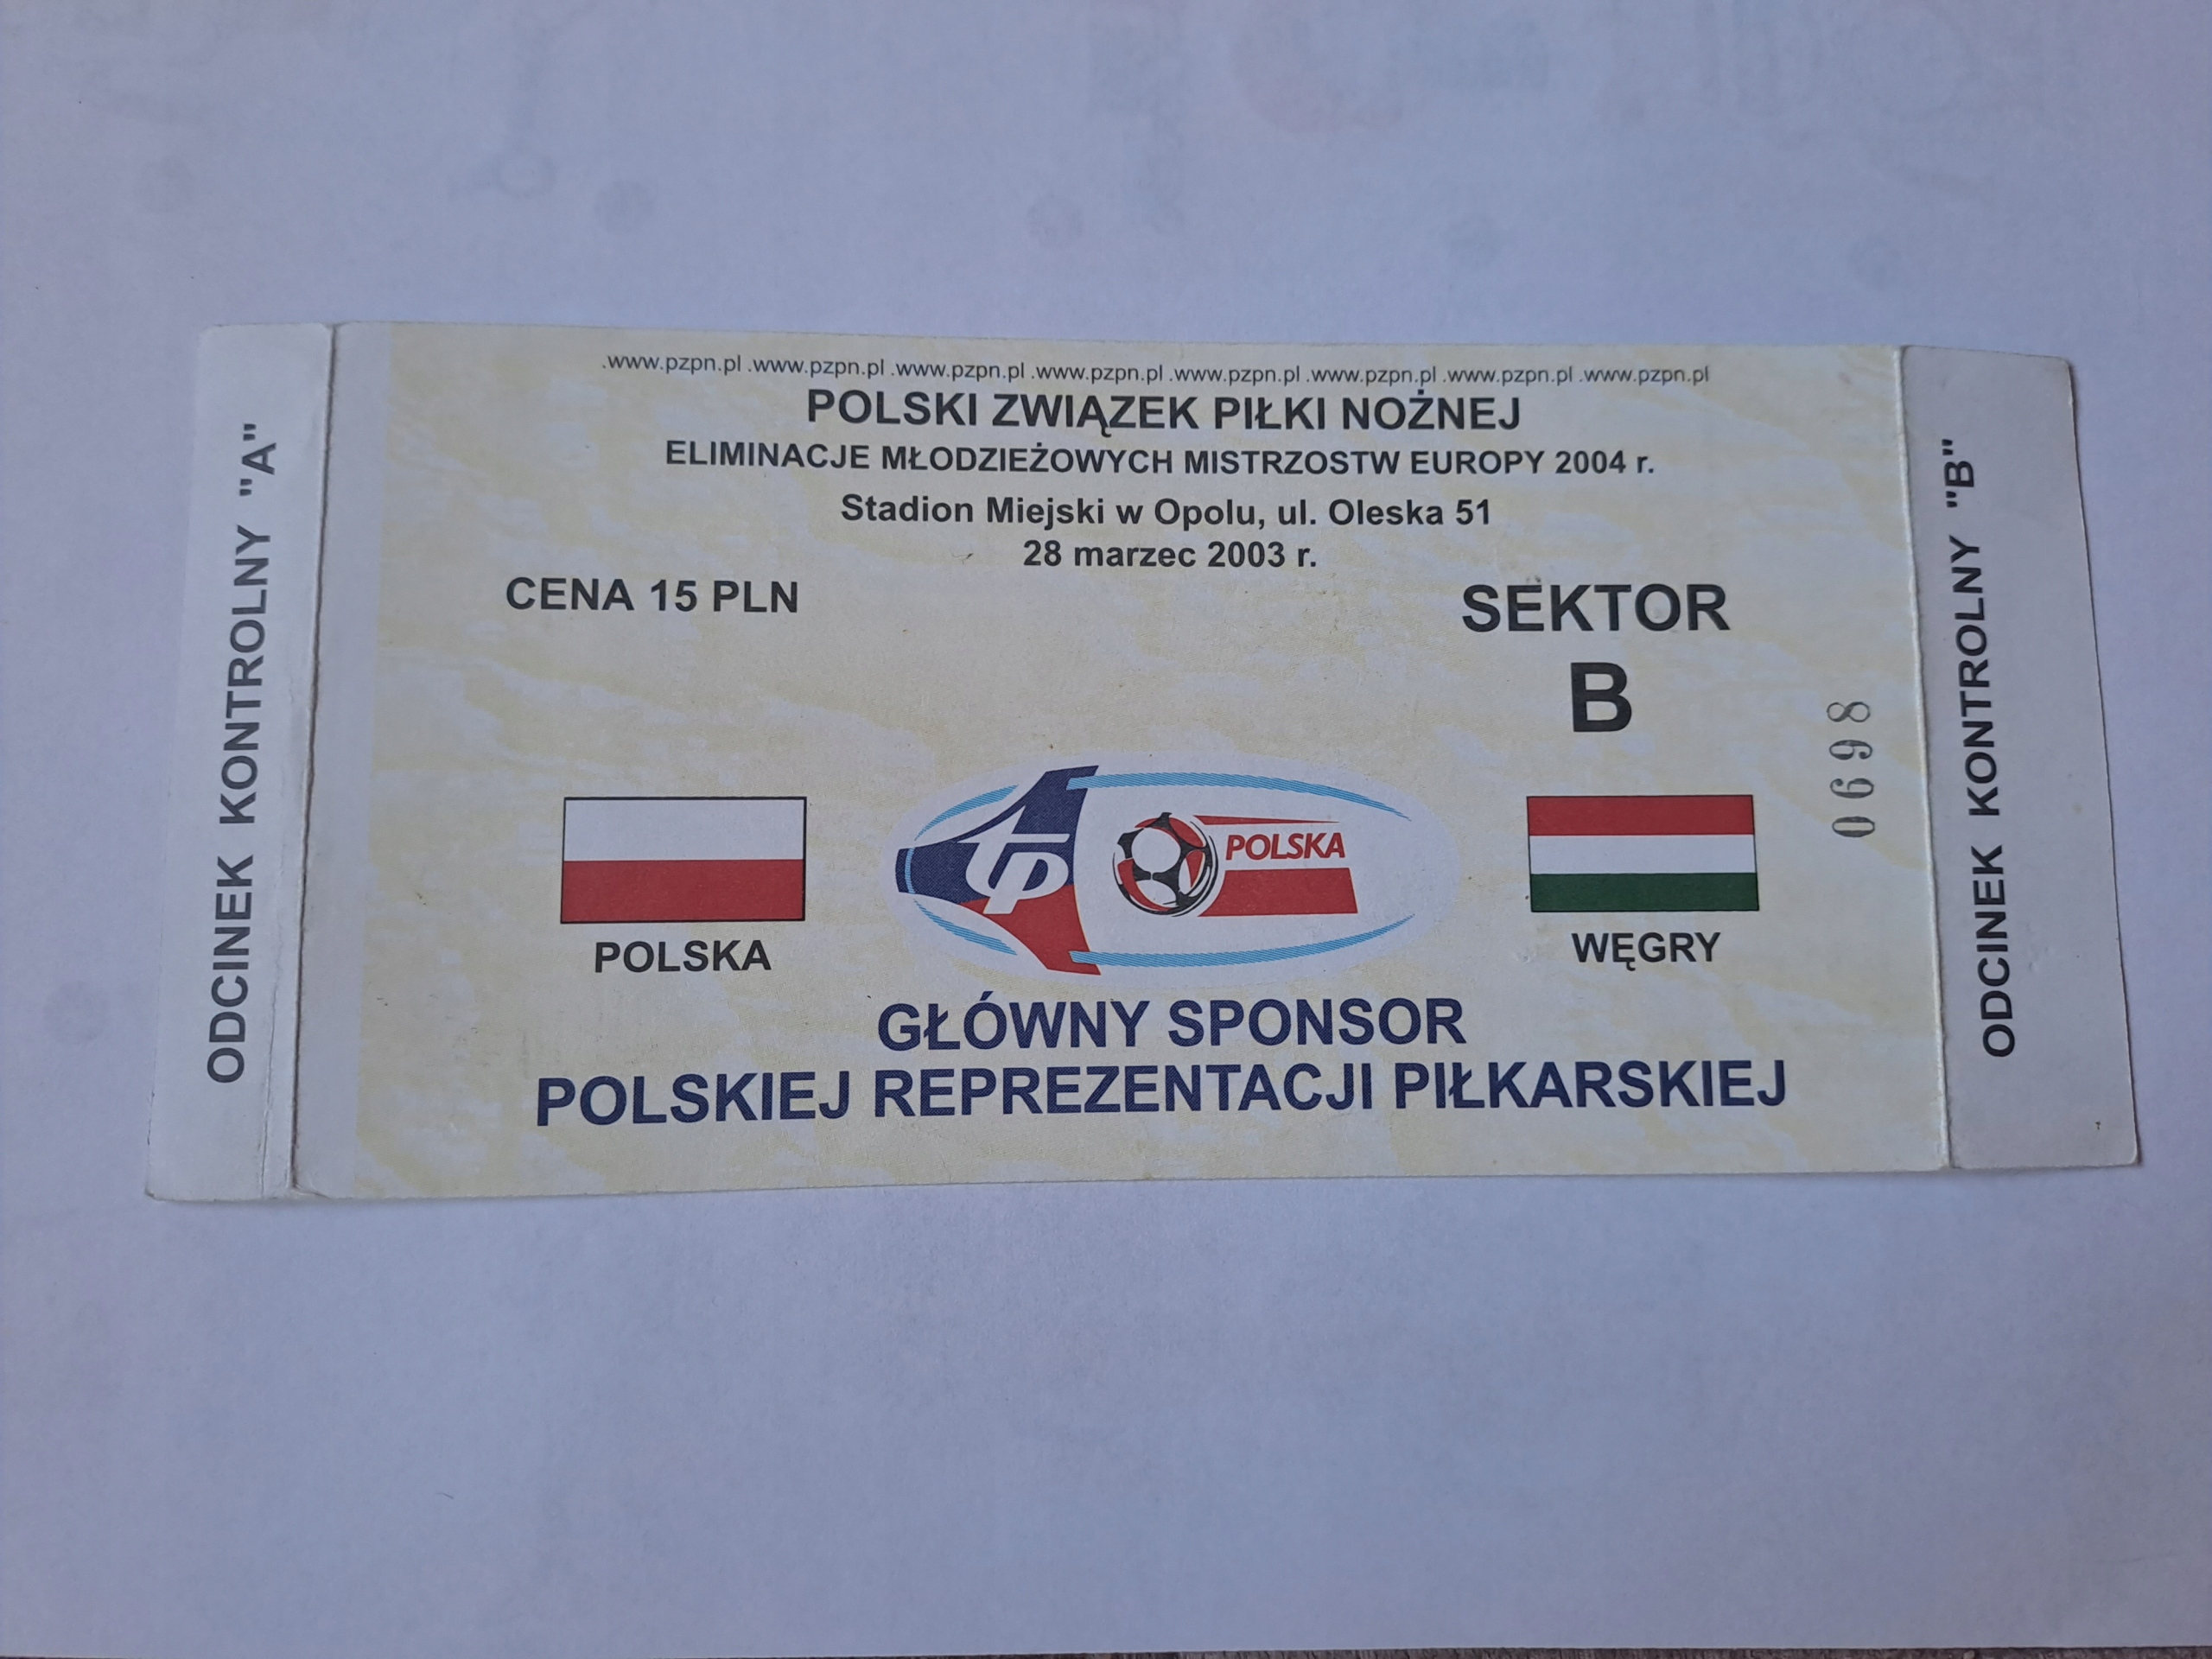 ODCINEK KONTROLNY "A"
.www.pzpn.pl .www.pzpn.pl .www.pzpn.pl .www.pzpn.pl .www.pzpn.pl .www.pzpn.pl .www.pzpn.pl .www.pzpn.pl
POLSKI ZWIĄZEK PIŁKI NOŻNEJ
ELIMINACJE MŁODZIEŻOWYCH MISTRZOSTW EUROPY 2004 r.
Stadion Miejski w Opolu, ul. Oleska 51
28 marzec 2003 r.
CENA 15 PLN
SEKTOR
B
0698
tp
POLSKA
POLSKA
WĘGRY
GŁÓWNY SPONSOR
POLSKIEJ REPREZENTACJI PIŁKARSKIEJ
ODCINEK KONTROLNY "B"